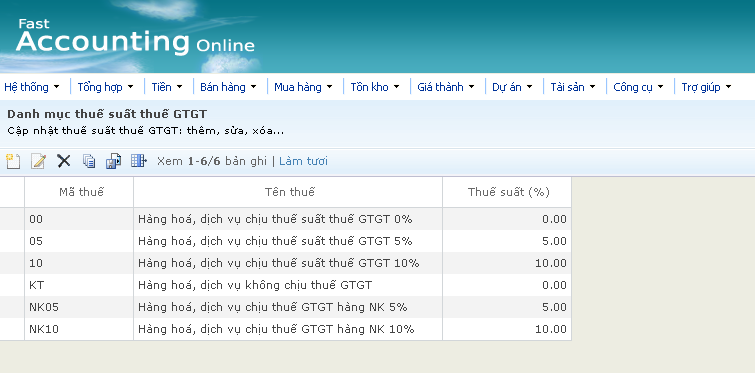 Fast
Accounting Online
Hệ thống Tổng hợp Tiền Bán hàng Mua hàng Tồn kho Giá thành Dự án Tài sản Công cụ Trợ giúp
Danh mục thuế suất thuế GTGT
Cập nhật thuế suất thuế GTGT: thêm, sửa, xóa...
Xem 1-6/6 bản ghi | Làm tươi
Mã thuế Tên thuế Thuế suất (%)
00 Hàng hoá, dịch vụ chịu thuế suất thuế GTGT 0% 0.00
05 Hàng hoá, dịch vụ chịu thuế suất thuế GTGT 5% 5.00
10 Hàng hoá, dịch vụ chịu thuế suất thuế GTGT 10% 10.00
KT Hàng hoá, dịch vụ không chịu thuế GTGT 0.00
NK05 Hàng hoá, dịch vụ chịu thuế GTGT hàng NK 5% 5.00
NK10 Hàng hoá, dịch vụ chịu thuế GTGT hàng NK 10% 10.00